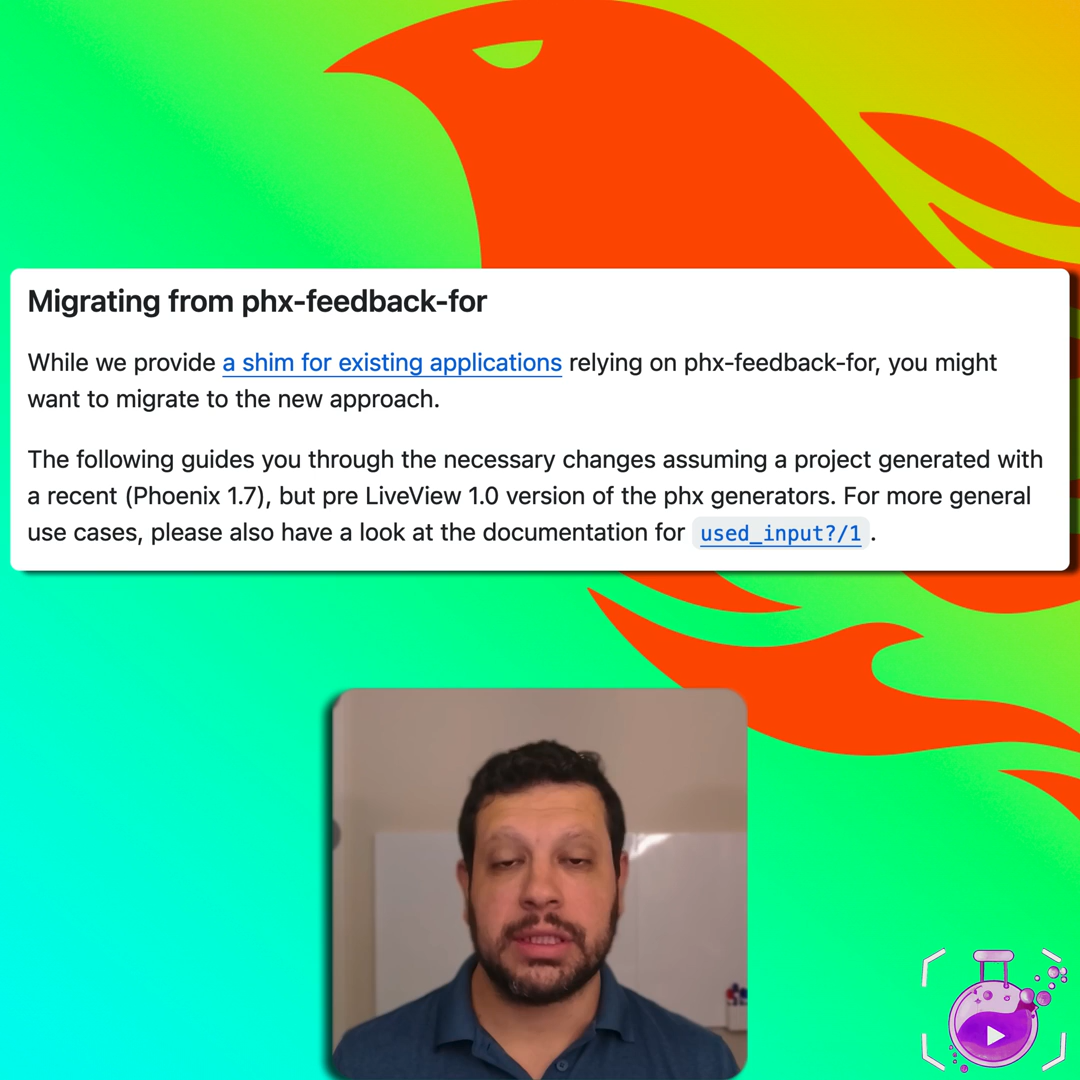 Migrating from phx-feedback-for
While we provide a shim for existing applications relying on phx-feedback-for, you might
want to migrate to the new approach.
The following guides you through the necessary changes assuming a project generated with
a recent (Phoenix 1.7), but pre LiveView 1.0 version of the phx generators. For more general
use cases, please also have a look at the documentation for used_input?/1.